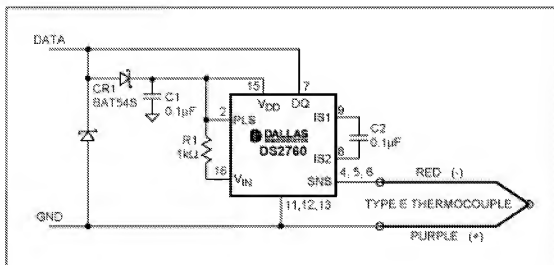 DATA
CR1
BAT54S
C1
0.1µF
15
7
VDD
DQ
2
PLS
IS1
9
DALLAS
DS2760
C2
0.1µF
R1
1kΩ
IS2
8
16
VIN
SNS
4, 5, 6
RED (-)
11,12,13
TYPE E THERMOCOUPLE
GND
PURPLE (+)